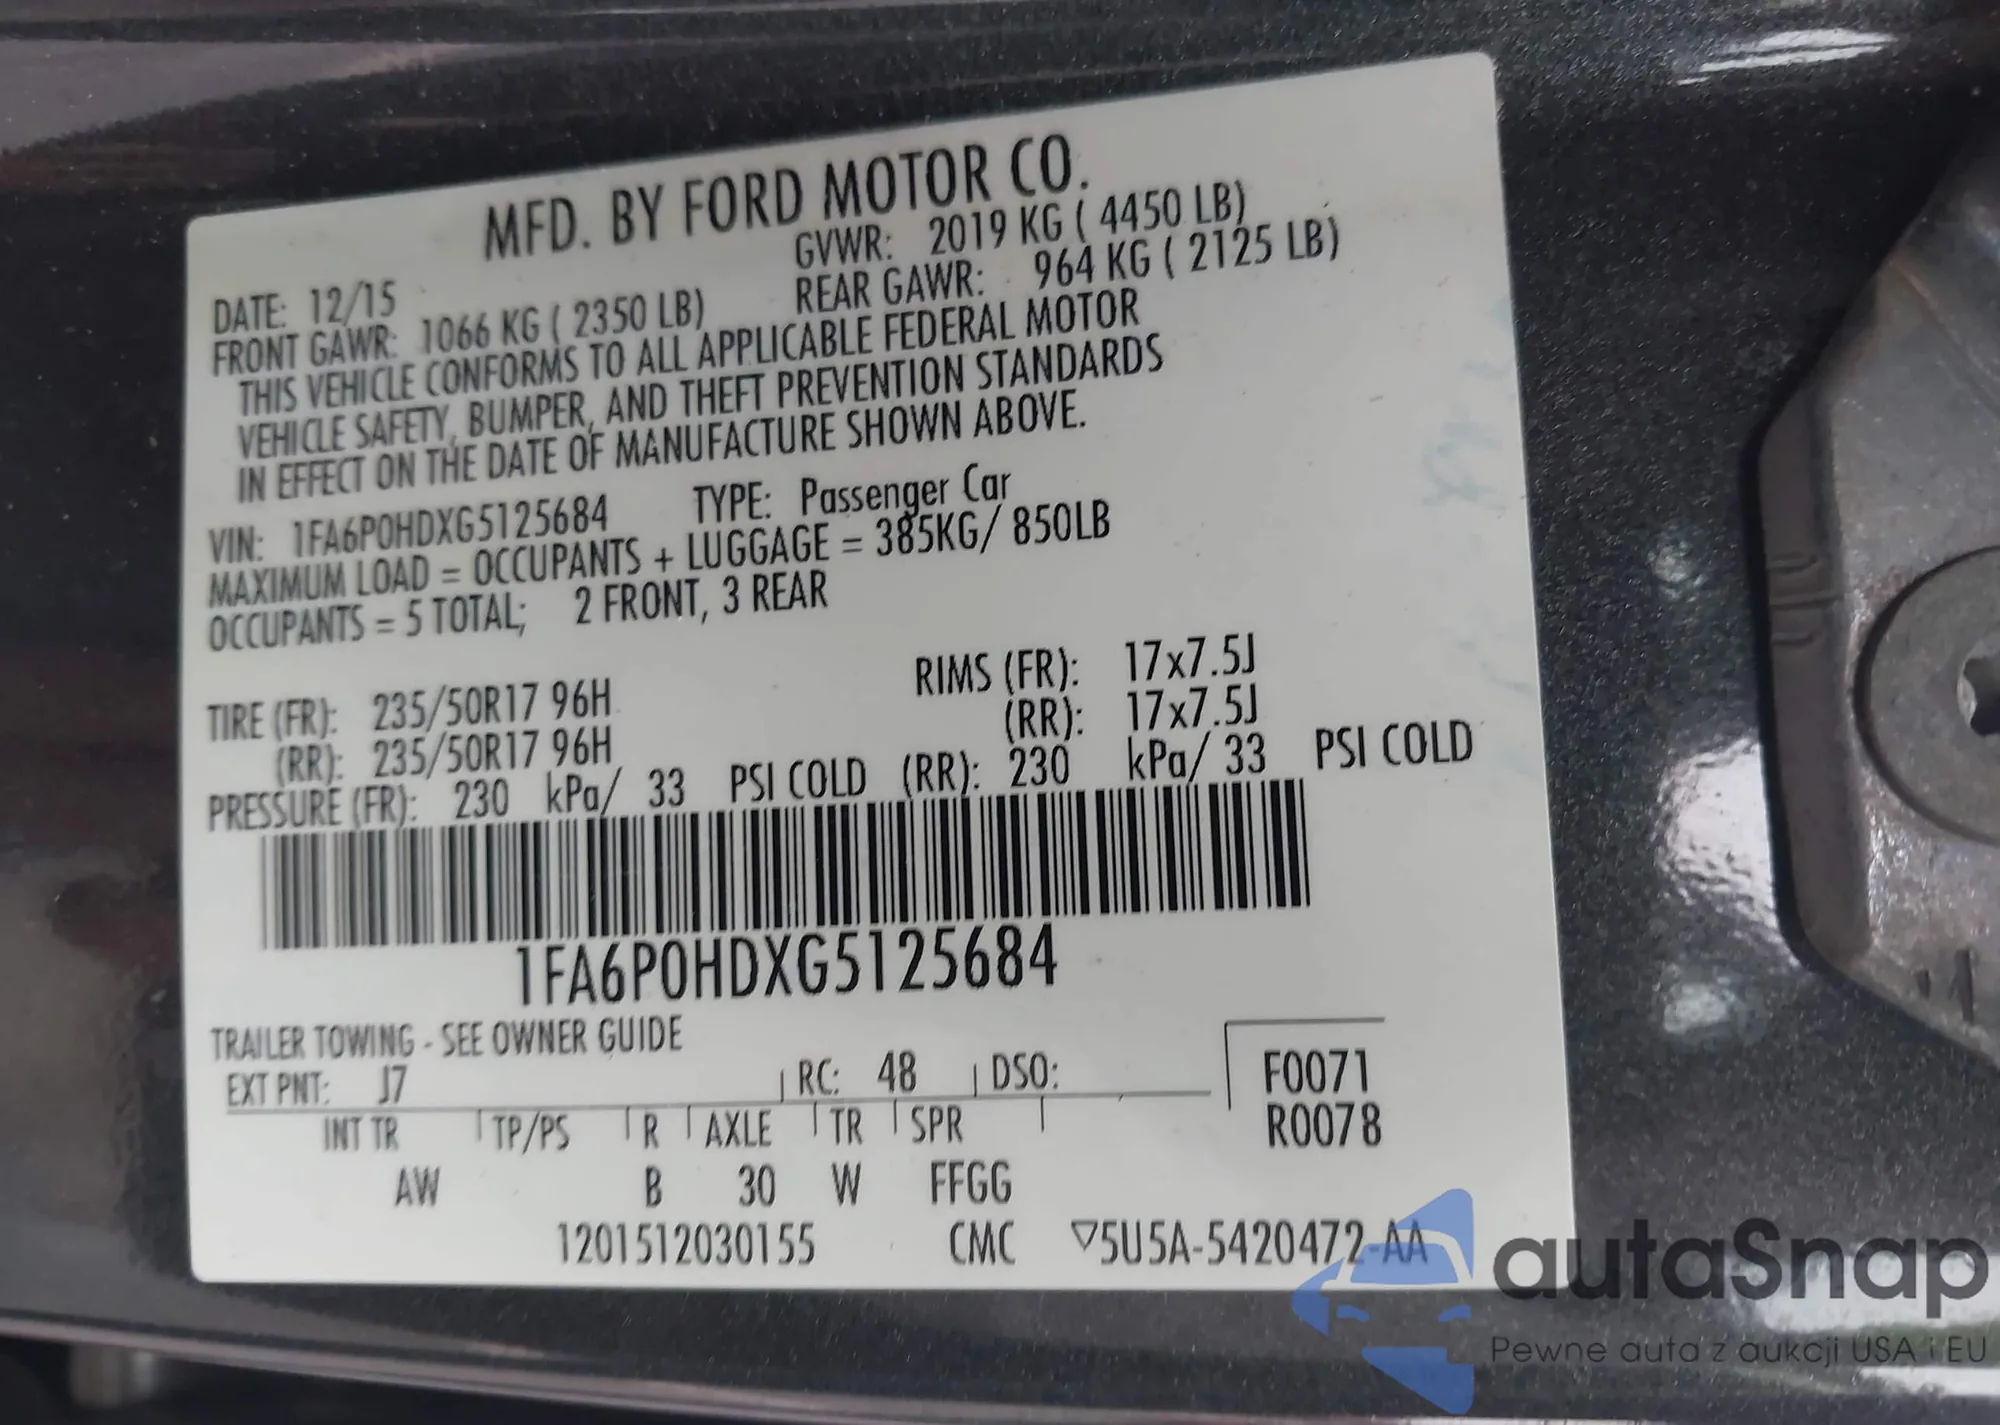 MFD. BY FORD MOTOR CO.
DATE: 12/15 GVWR: 2019 KG ( 4450 LB)
FRONT GAWR: 1066 KG ( 2350 LB) REAR GAWR: 964 KG ( 2125 LB)
THIS VEHICLE CONFORMS TO ALL APPLICABLE FEDERAL MOTOR
VEHICLE SAFETY, BUMPER, AND THEFT PREVENTION STANDARDS
IN EFFECT ON THE DATE OF MANUFACTURE SHOWN ABOVE.
VIN: 1FA6P0HDXG5125684 TYPE: Passenger Car
MAXIMUM LOAD = OCCUPANTS + LUGGAGE = 385KG/ 850LB
OCCUPANTS = 5 TOTAL; 2 FRONT, 3 REAR
TIRE (FR): 235/50R17 96H RIMS (FR): 17x7.5J
(RR): 235/50R17 96H (RR): 17x7.5J
PRESSURE (FR): 230 kPa/ 33 PSI COLD (RR): 230 kPa/ 33 PSI COLD
1FA6P0HDXG5125684
TRAILER TOWING - SEE OWNER GUIDE
EXT PNT: J7 RC: 48 DSO: F0071
INT TR TP/PS R AXLE TR SPR R0078
AW B 30 W FFGG
1201512030155 CMC ▽5U5A-5420472-AA
autaSnap
Pewne auta z aukcji USA i EU